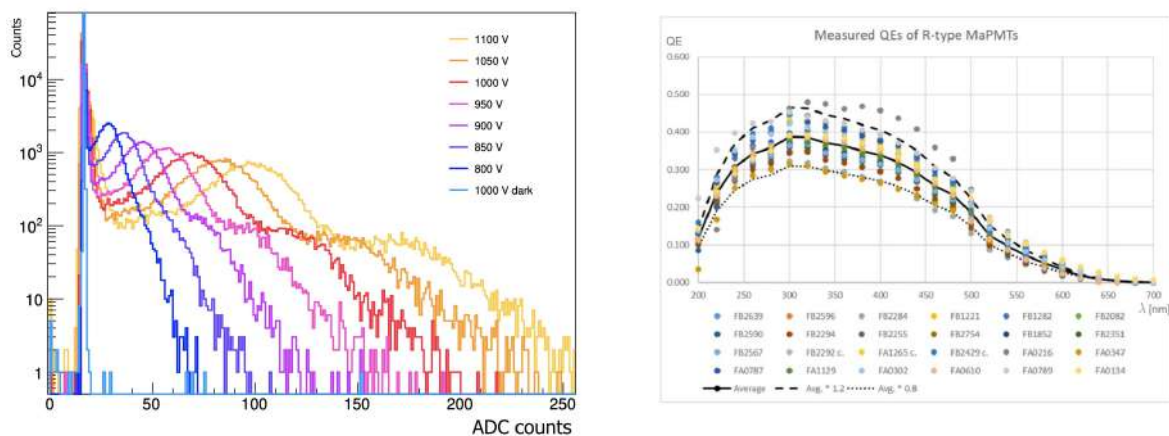 Counts
10⁴
10³
10²
10
1
0
50
100
150
200
250
ADC counts
1100 V
1050 V
1000 V
950 V
900 V
850 V
800 V
1000 V dark
Measured QEs of R-type MaPMTs
QE
0.600
0.500
0.400
0.300
0.200
0.100
0.000
200 250 300 350 400 450 500 550 600 650 700
λ [nm]
FB2639 FB2596 FB2284 FB1221 FB1282 FB2082
FB2590 FB2294 FB2255 FB2754 FB1852 FB2351
FB2567 FB2292 c. FA1265 c. FB2429 c. FA0216 FA0347
FA0787 FA1129 FA0302 FA0610 FA0789 FA0134
Average Avg. * 1.2 Avg. * 0.8